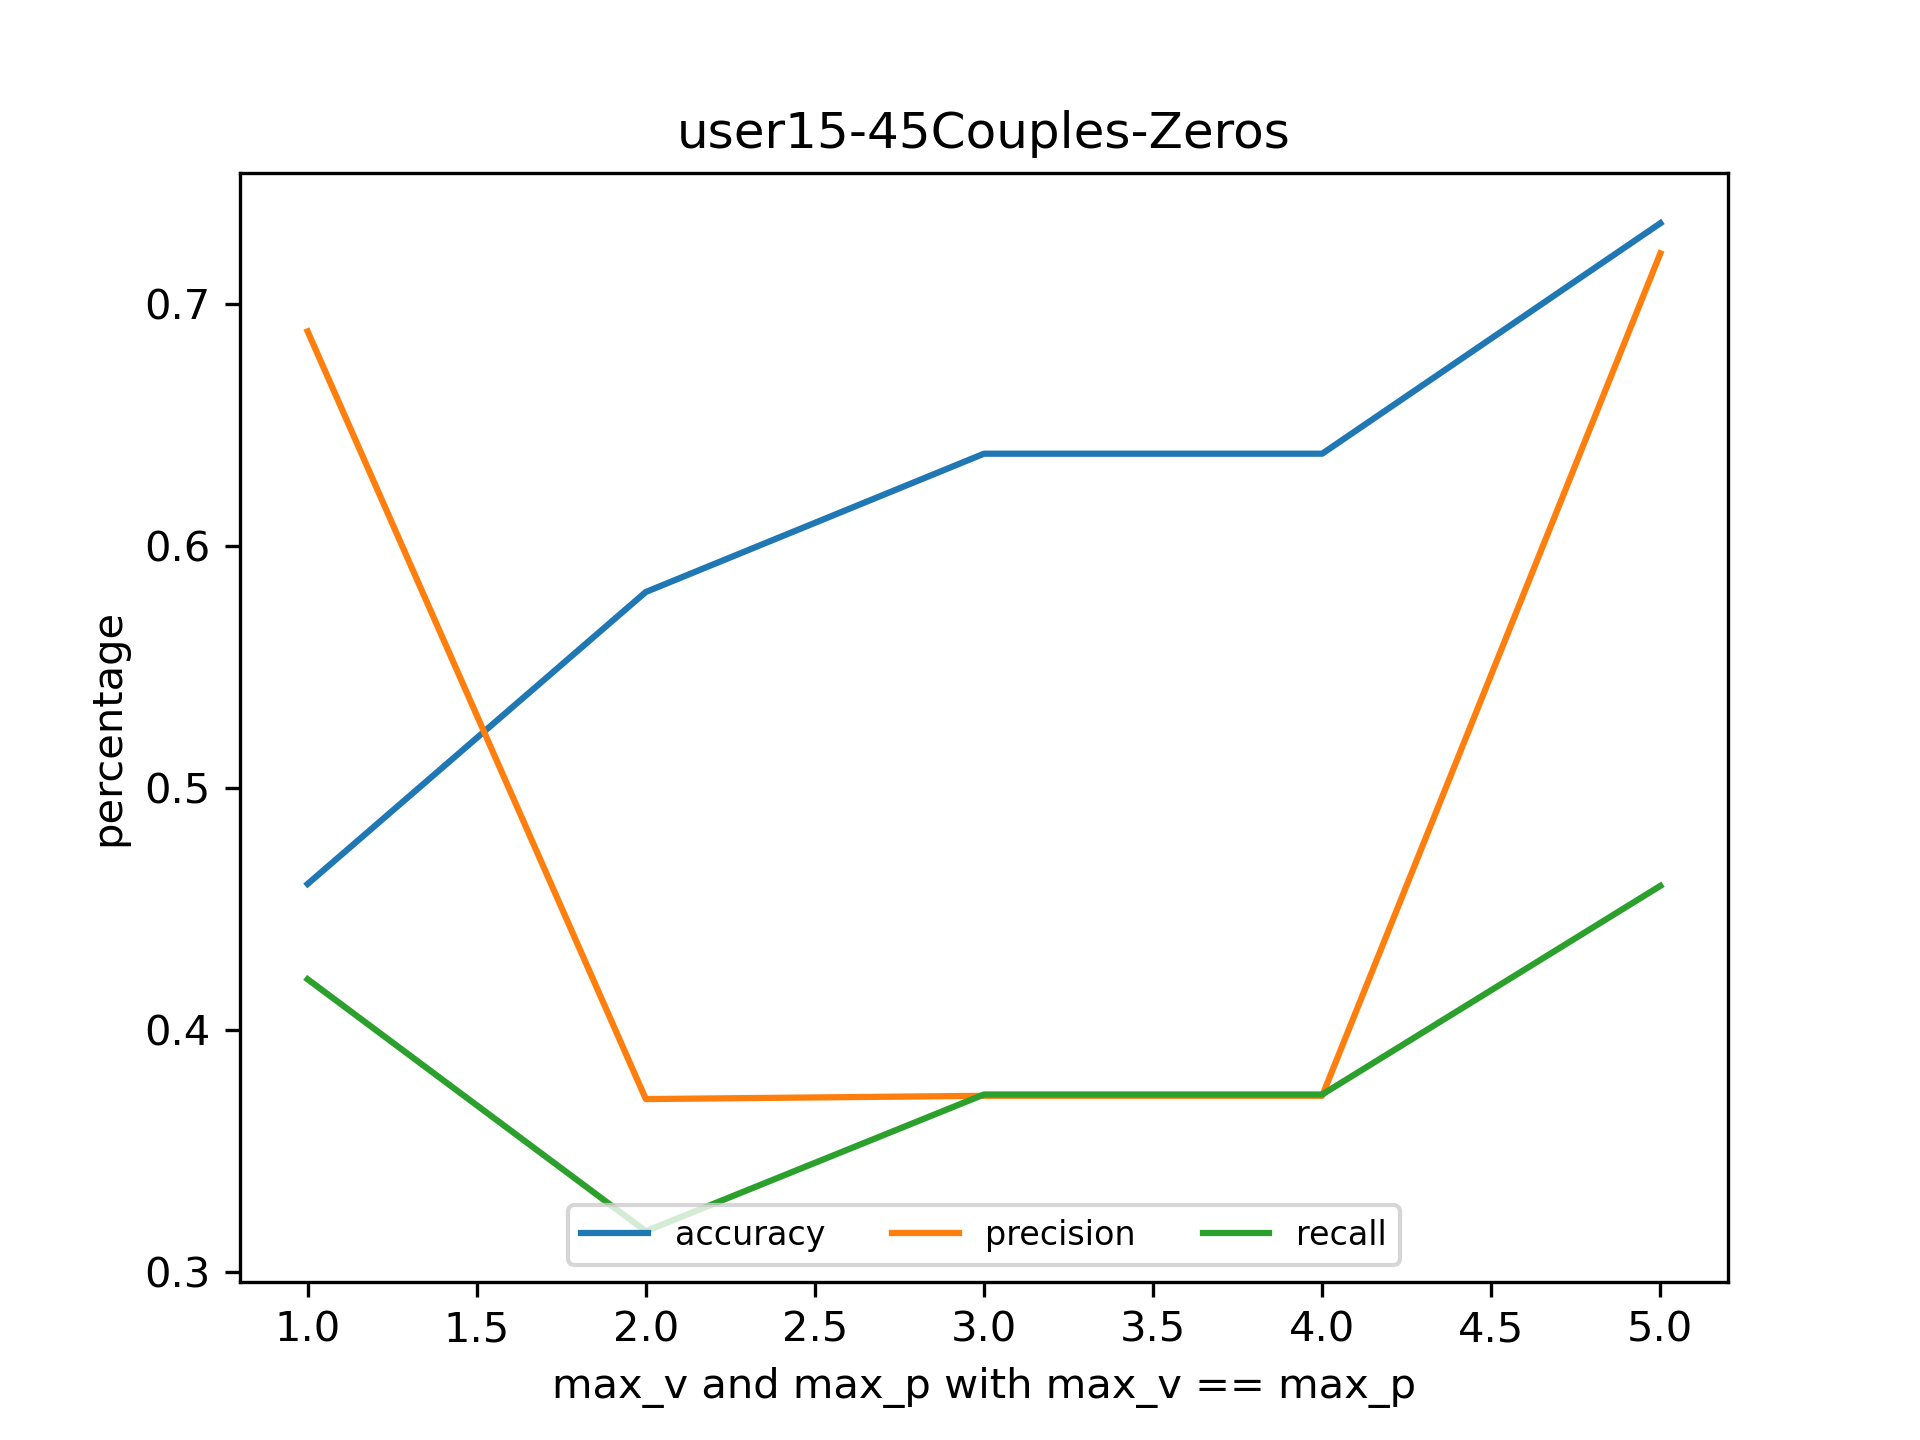 user15-45Couples-Zeros
percentage
0.7
0.6
0.5
0.4
0.3
accuracy precision recall
1.0 1.5 2.0 2.5 3.0 3.5 4.0 4.5 5.0
max_v and max_p with max_v == max_p